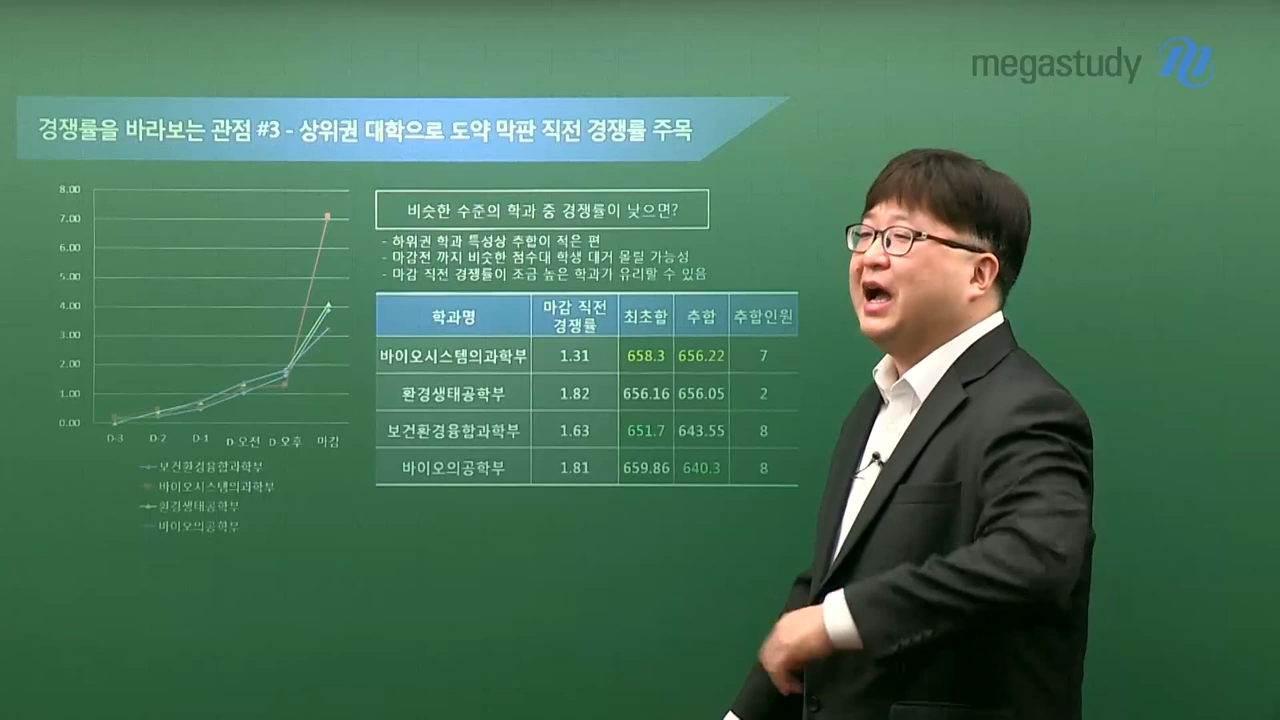 megastudy
경쟁률을 바라보는 관점 #3 - 상위권 대학으로 도약 막판 직전 경쟁률 주목
8.00
7.00
6.00
5.00
4.00
3.00
2.00
1.00
0.00
D-3 D-2 D-1 D-오전 D-오후 마감
보건환경융합과학부
바이오시스템의과학부
환경생태공학부
바이오의공학부
비슷한 수준의 학과 중 경쟁률이 낮으면?
- 하위권 학과 특성상 추합이 적은 편
- 마감전 까지 비슷한 점수대 학생 대거 몰릴 가능성
- 마감 직전 경쟁률이 조금 높은 학과가 유리할 수 있음
학과명 마감 직전 경쟁률 최초합 추합 추합인원
바이오시스템의과학부 1.31 658.3 656.22 7
환경생태공학부 1.82 656.16 656.05 2
보건환경융합과학부 1.63 651.7 643.55 8
바이오의공학부 1.81 659.86 640.3 8